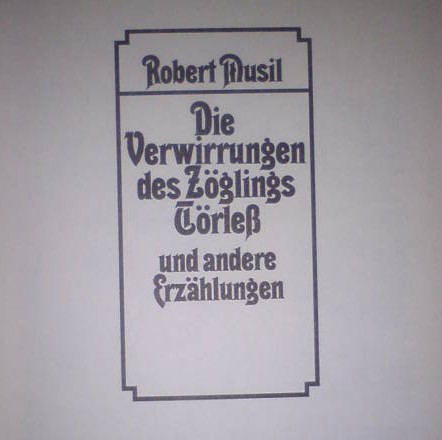 Robert Musil
Die
Verwirrungen
des Zöglings
Törleß
und andere
Erzählungen